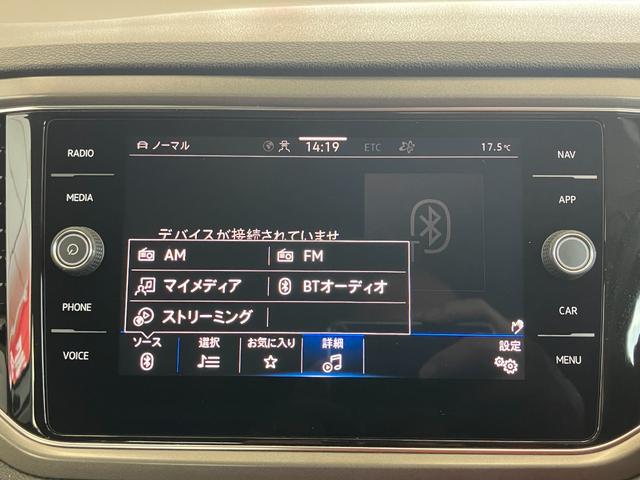 RADIO
MEDIA
PHONE
VOICE
ノーマル 14:19 ETC 17.5℃
デバイスが接続されていませ
AM FM
マイメディア BTオーディオ
ストリーミング
ソース 選択 お気に入り 詳細 設定
NAV
APP
CAR
MENU